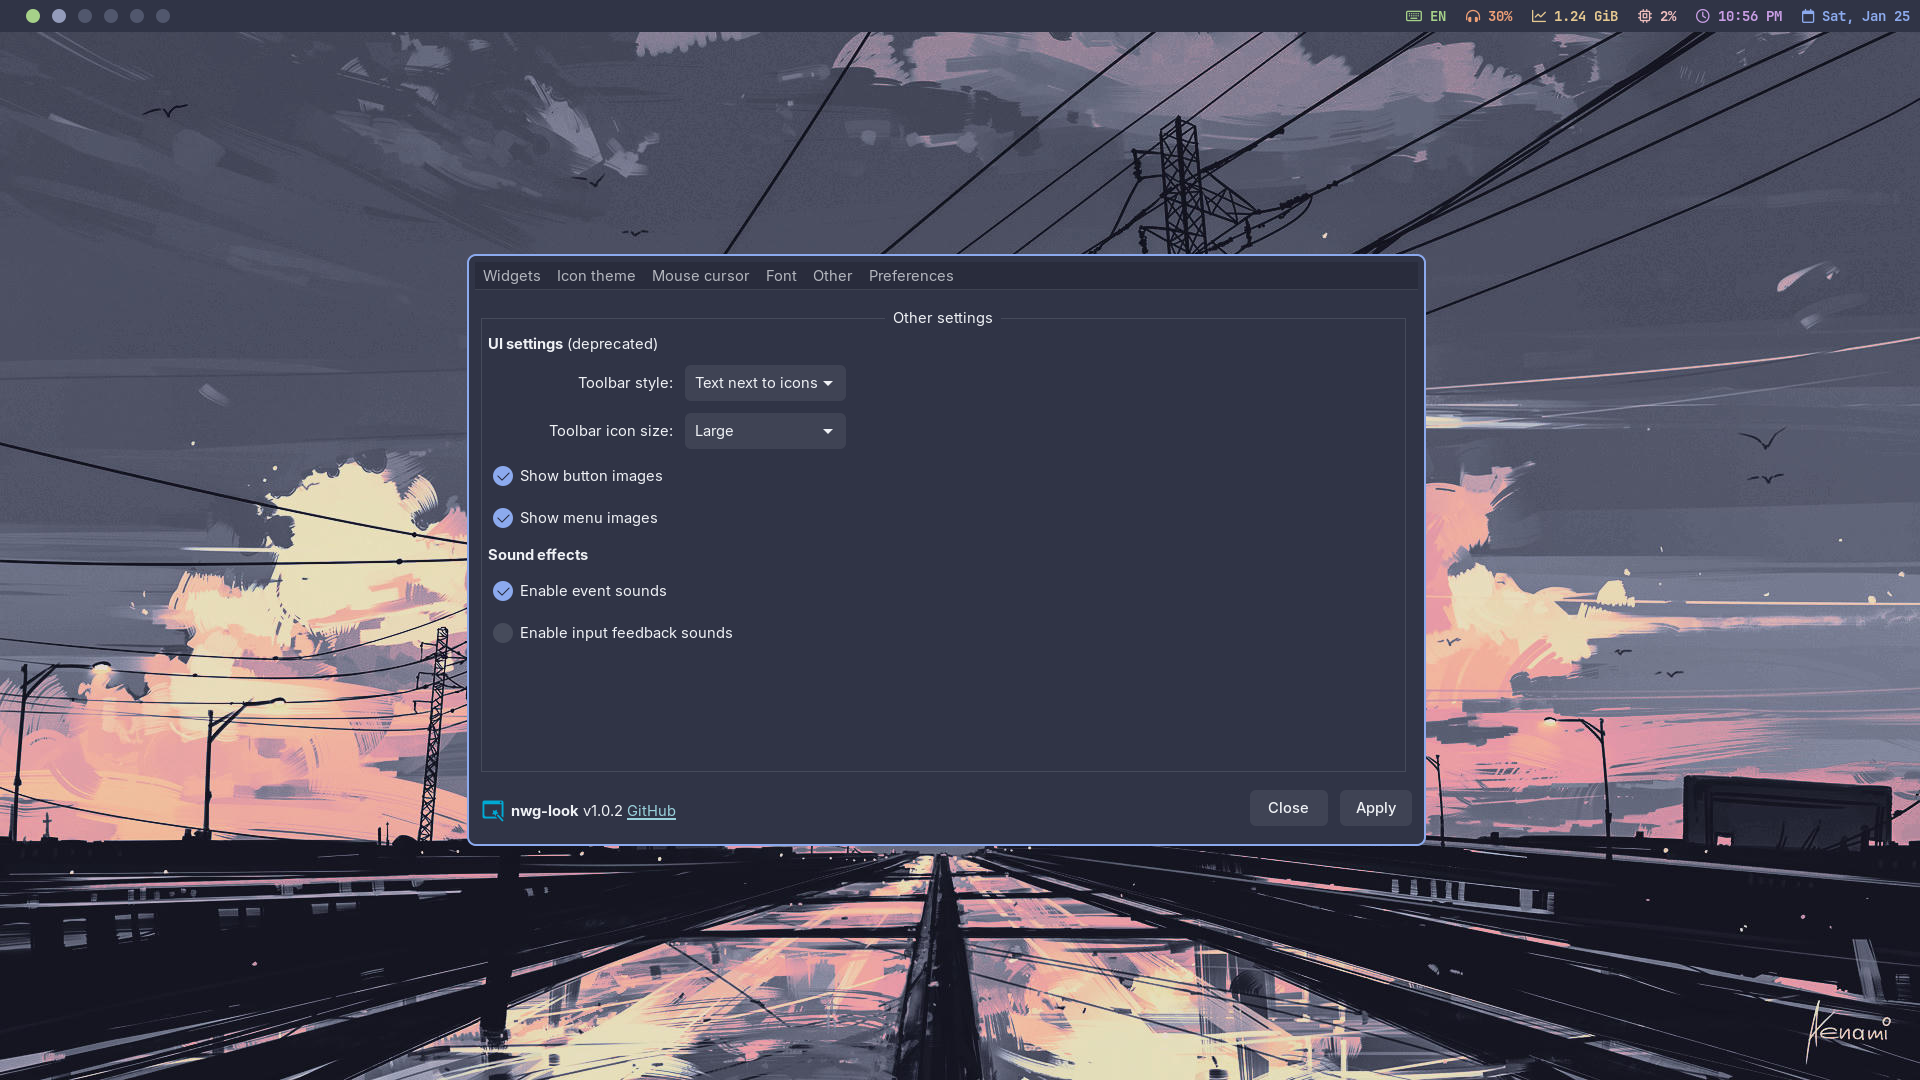 EN 30% 1.24 GiB 2% 10:56 PM Sat, Jan 25
Widgets Icon theme Mouse cursor Font Other Preferences
Other settings
UI settings (deprecated)
Toolbar style: Text next to icons
Toolbar icon size: Large
Show button images
Show menu images
Sound effects
Enable event sounds
Enable input feedback sounds
nwg-look v1.0.2 GitHub Close Apply
Kenami